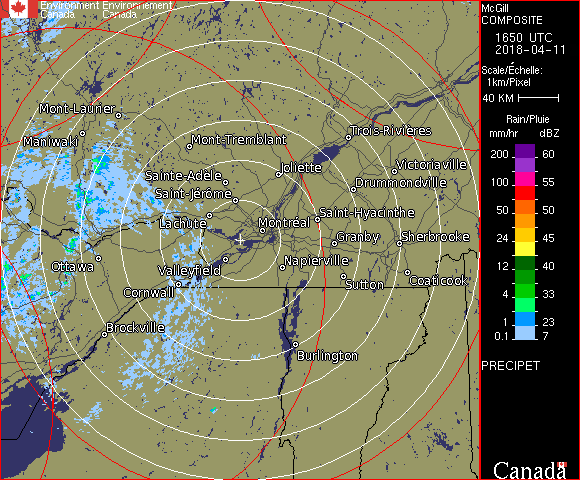 Environment Environnement
Canada Canada
McGill
COMPOSITE
1650 UTC
2018-04-11
Scale/Échelle:
1km/Pixel
40 KM
Rain/Pluie
mm/hr dBZ
200 60
100 55
50 50
24 45
12 40
4 33
1 23
0.1 7
PRECIPET
Canada
Mont-Laurier
Maniwaki
Mont-Tremblant
Trois-Rivières
Joliette
Victoriaville
Sainte-Adèle
Drummondville
Saint-Jérôme
Lachute
Saint-Hyacinthe
Montréal
Granby
Sherbrooke
Ottawa
Valleyfield
Napierville
Cornwall
Sutton
Coaticook
Brockville
Burlington